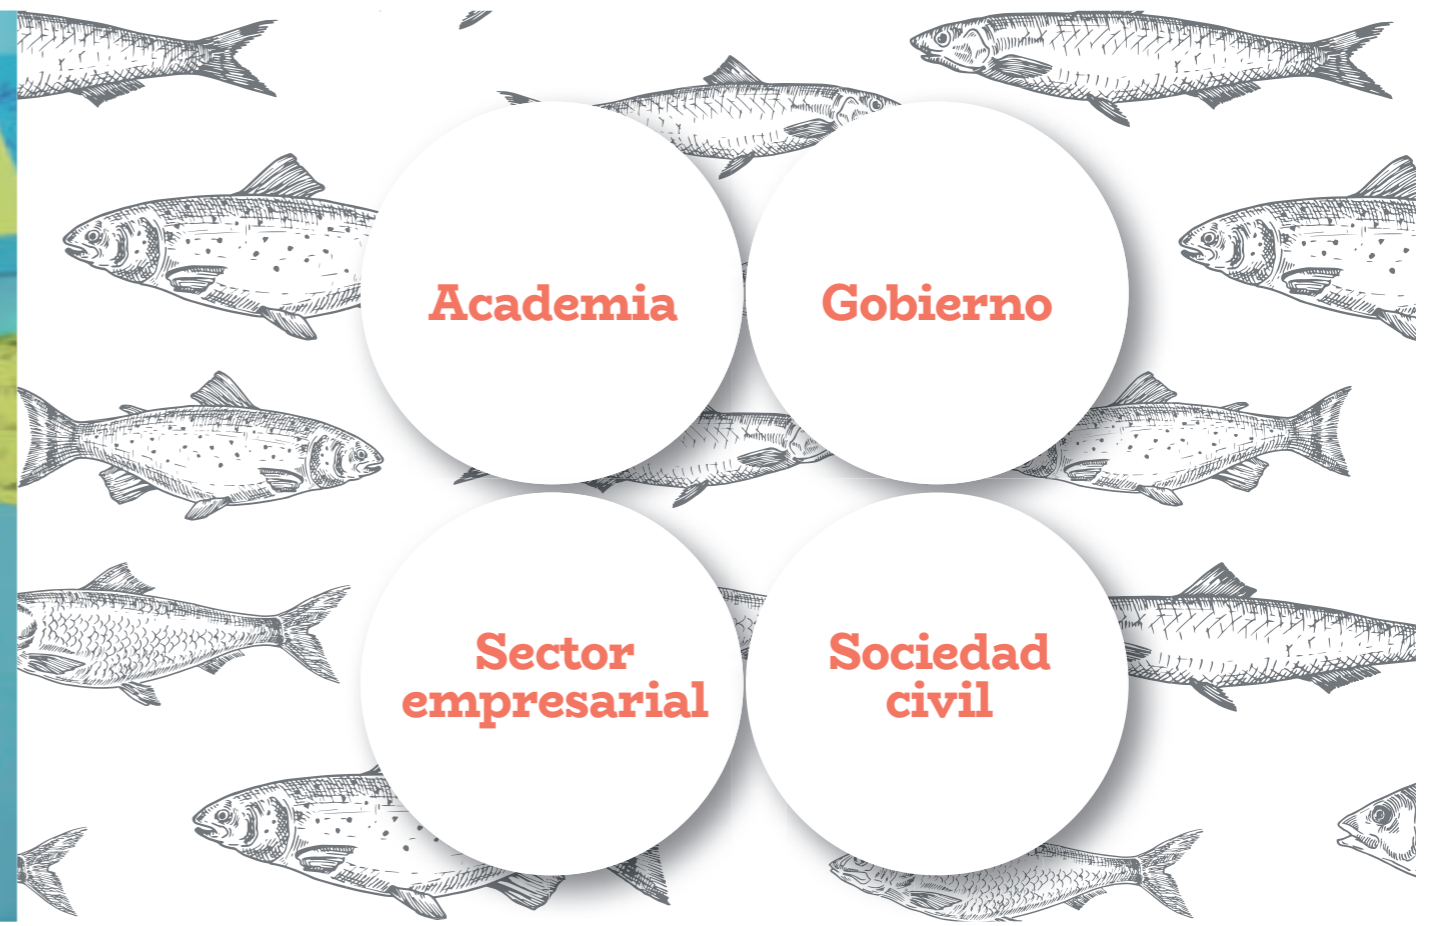 Academia
Gobierno
Sector
empresarial
Sociedad
civil